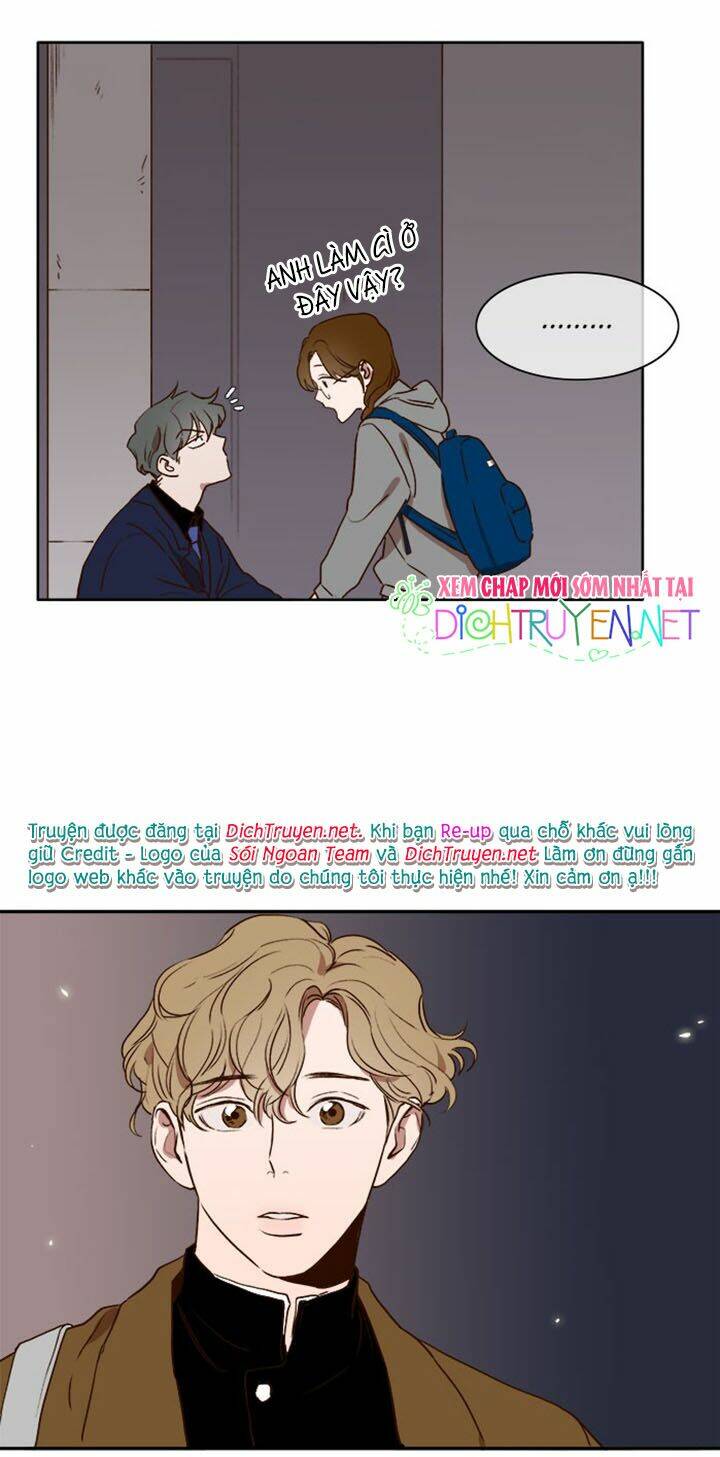 ANH LÀM GÌ Ở
ĐÂY VẬY?
.........
XEM CHAP MỚI SỚM NHẤT TẠI
DICHTRUYEN.NET
Truyện được đăng tại DichTruyen.net. Khi bạn Re-up qua chỗ khác vui lòng
giữ Credit - Logo của Sói Ngoan Team và DichTruyen.net Làm ơn đừng gắn
logo web khác vào truyện do chúng tôi thực hiện nhé! Xin cảm ơn ạ!!!